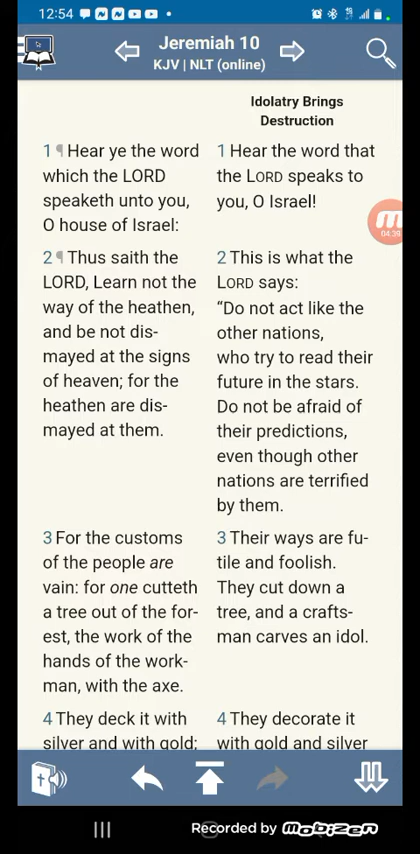 12:54
Jeremiah 10
KJV | NLT (online)
Idolatry Brings
Destruction
1 ¶ Hear ye the word
which the LORD
speaketh unto you,
O house of Israel:
1 Hear the word that
the LORD speaks to
you, O Israel!
04:39
2 ¶ Thus saith the
LORD, Learn not the
way of the heathen,
and be not dis-
mayed at the signs
of heaven; for the
heathen are dis-
mayed at them.
2 This is what the
LORD says:
“Do not act like the
other nations,
who try to read their
future in the stars.
Do not be afraid of
their predictions,
even though other
nations are terrified
by them.
3 For the customs
of the people are
vain: for one cutteth
a tree out of the for-
est, the work of the
hands of the work-
man, with the axe.
3 Their ways are fu-
tile and foolish.
They cut down a
tree, and a crafts-
man carves an idol.
4 They deck it with
silver and with gold;
4 They decorate it
with gold and silver
Recorded by mobizen